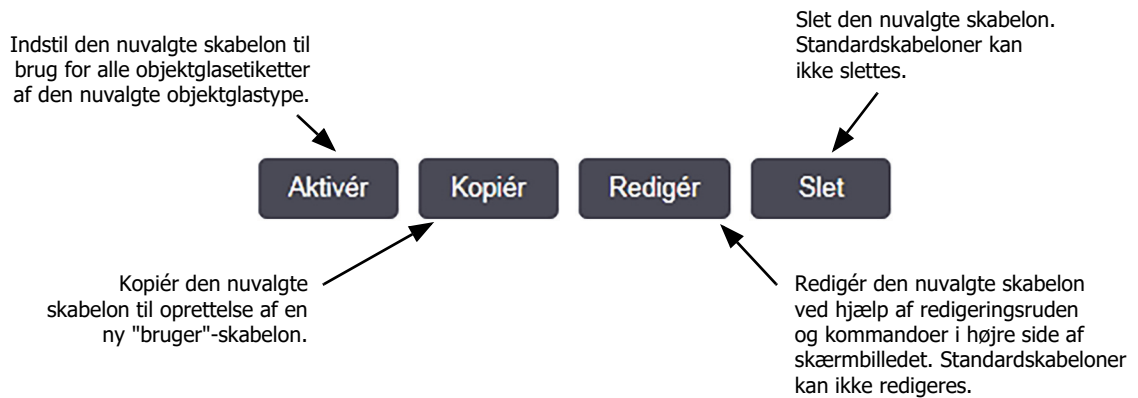 Indstil den nuvalgte skabelon til
brug for alle objektglasetiketter
af den nuvalgte objektglastype.
Slet den nuvalgte skabelon.
Standardskabeloner kan
ikke slettes.
Aktivér
Kopiér
Redigér
Slet
Kopiér den nuvalgte
skabelon til oprettelse af en
ny "bruger"-skabelon.
Redigér den nuvalgte skabelon
ved hjælp af redigeringsruden
og kommandoer i højre side af
skærmbilledet. Standardskabeloner
kan ikke redigeres.